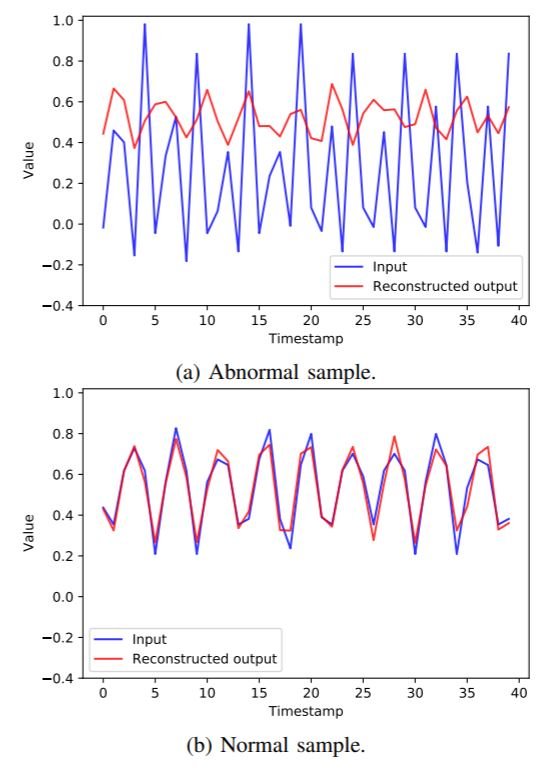 1.0
0.8
0.6
0.4
0.2
0.0
−0.2
−0.4
Value
0 5 10 15 20 25 30 35 40
Timestamp
Input
Reconstructed output
(a) Abnormal sample.
1.0
0.8
0.6
0.4
0.2
0.0
−0.2
−0.4
Value
Input
Reconstructed output
0 5 10 15 20 25 30 35 40
Timestamp
(b) Normal sample.